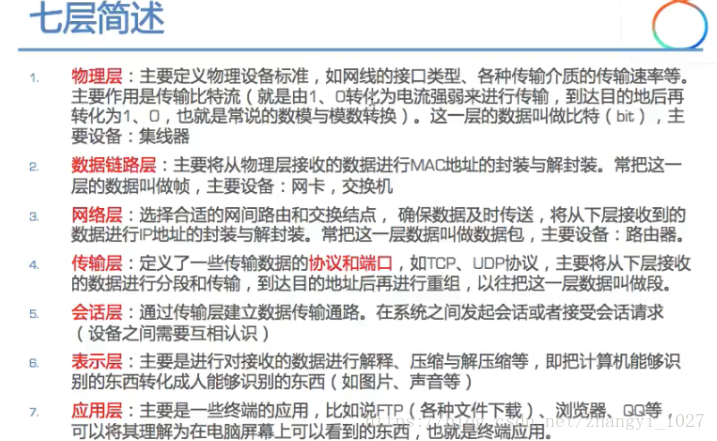 七层简述
1. 物理层：主要定义物理设备标准，如网线的接口类型、各种传输介质的传输速率等。
主要作用是传输比特流（就是由1、0转化为电流强弱来进行传输，到达目的地后再
转化为1、0，也就是常说的数模与模数转换）。这一层的数据叫做比特（bit），主
要设备：集线器
2. 数据链路层：主要将从物理层接收的数据进行MAC地址的封装与解封装。常把这一
层的数据叫做帧，主要设备：网卡，交换机
3. 网络层：选择合适的网间路由和交换结点， 确保数据及时传送，将从下层接收到的
数据进行IP地址的封装与解封装。常把这一层数据叫做数据包，主要设备：路由器。
4. 传输层：定义了一些传输数据的协议和端口，如TCP、UDP协议，主要将从下层接收
的数据进行分段和传输，到达目的地址后再进行重组，以往把这一层数据叫做段。
5. 会话层：通过传输层建立数据传输通路。在系统之间发起会话或者接受会话请求
（设备之间需要互相认识）
6. 表示层：主要是进行对接收的数据进行解释、压缩与解压缩等，即把计算机能够识
别的东西转化成人能够识别的东西（如图片、声音等）
7. 应用层：主要是一些终端的应用，比如说FTP（各种文件下载）、浏览器、QQ等，
可以将其理解为在电脑屏幕上可以看到的东西，也就是终端应用。
https://blog.csdn.net/zhangyi_1027